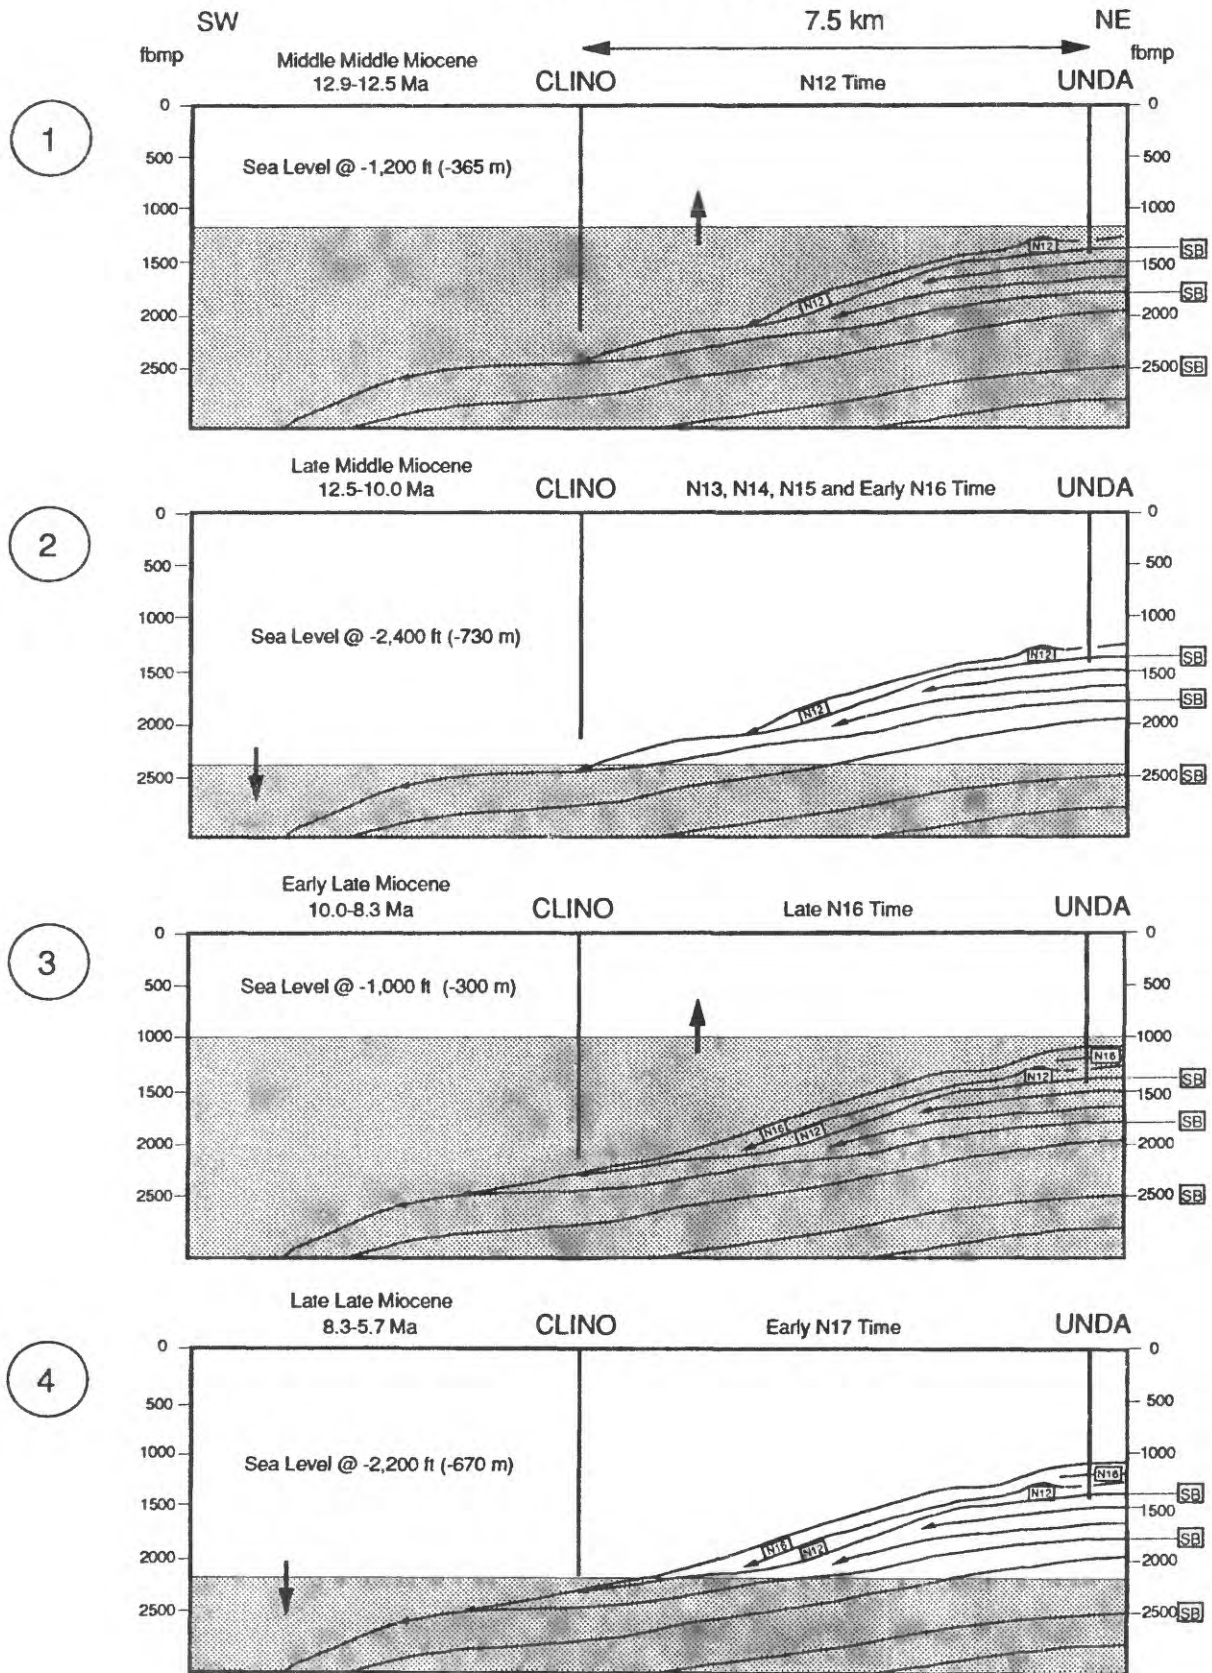 SW 7.5 km NE
fbmp fbmp
Middle Middle Miocene
12.9-12.5 Ma CLINO N12 Time UNDA
1
0 0
500 500
Sea Level @ -1,200 ft (-365 m)
1000 1000
N12 SB
1500 1500
N12 SB
2000 2000
2500 2500 SB
Late Middle Miocene
12.5-10.0 Ma CLINO N13, N14, N15 and Early N16 Time UNDA
2
0 0
500 500
1000 1000
Sea Level @ -2,400 ft (-730 m)
N12 SB
1500 1500
N12 SB
2000 2000
2500 2500 SB
Early Late Miocene
10.0-8.3 Ma CLINO Late N16 Time UNDA
3
0 0
Sea Level @ -1,000 ft (-300 m)
500 500
1000 1000
N16
N12 SB
1500 1500
N16 N12 SB
2000 2000
2500 2500 SB
Late Late Miocene
8.3-5.7 Ma CLINO Early N17 Time UNDA
4
0 0
500 500
1000 1000
Sea Level @ -2,200 ft (-670 m)
N16
N12 SB
1500 1500
N16 N12 SB
2000 2000
2500 2500 SB